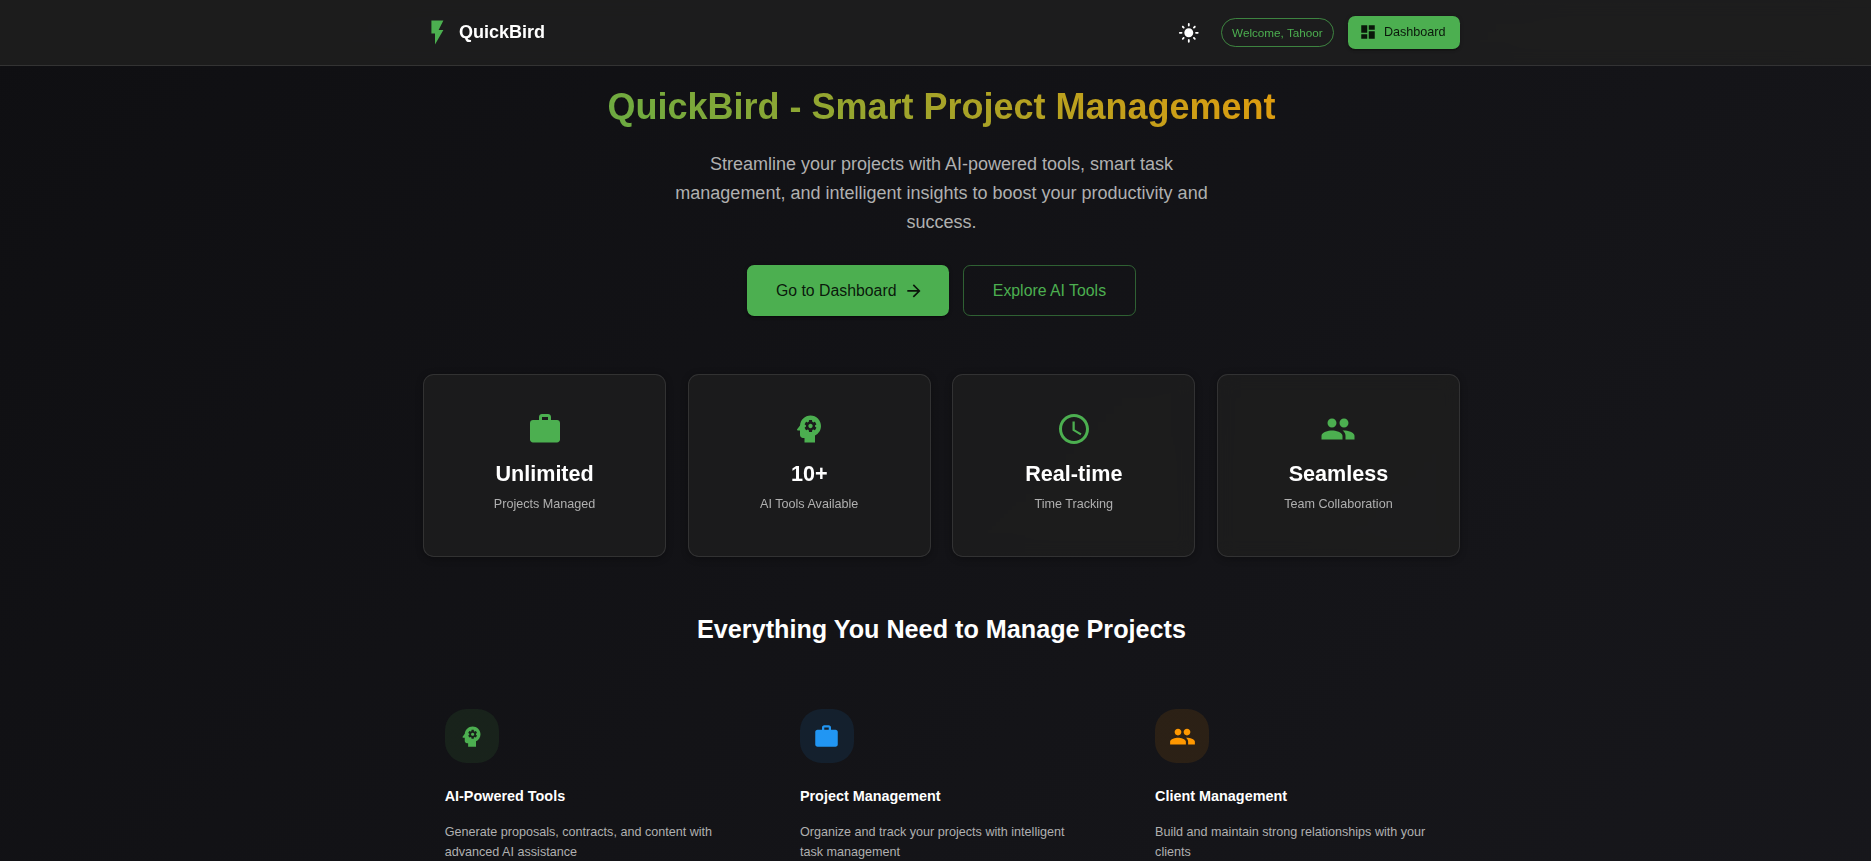 QuickBird
Welcome, Tahoor
Dashboard
QuickBird - Smart Project Management
Streamline your projects with AI-powered tools, smart task
management, and intelligent insights to boost your productivity and
success.
Go to Dashboard
Explore AI Tools
Unlimited
Projects Managed
10+
AI Tools Available
Real-time
Time Tracking
Seamless
Team Collaboration
Everything You Need to Manage Projects
AI-Powered Tools
Generate proposals, contracts, and content with
advanced AI assistance
Project Management
Organize and track your projects with intelligent
task management
Client Management
Build and maintain strong relationships with your
clients